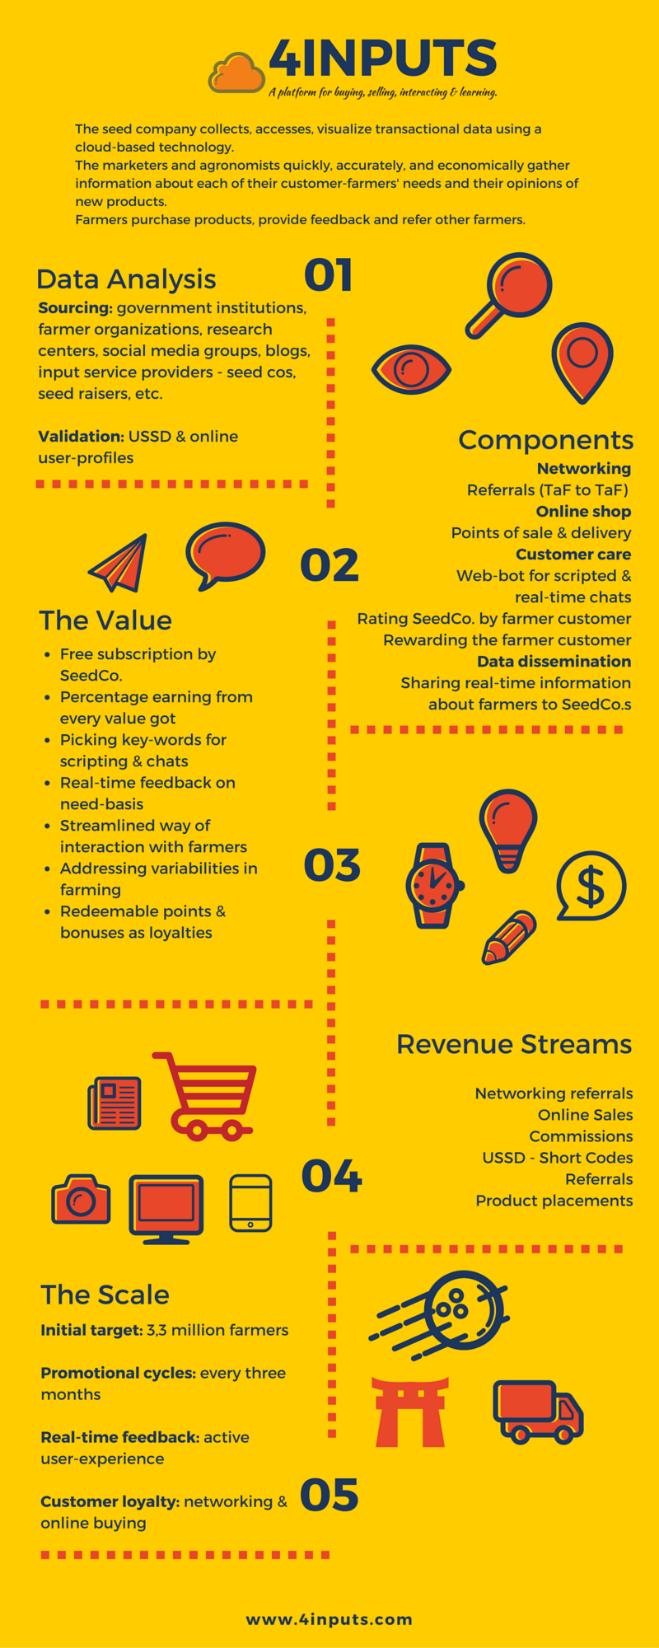 4INPUTS
A platform for buying, selling, interacting & learning.
The seed company collects, accesses, visualize transactional data using a
cloud-based technology.
The marketers and agronomists quickly, accurately, and economically gather
information about each of their customer-farmers' needs and their opinions of
new products.
Farmers purchase products, provide feedback and refer other farmers.
01
Data Analysis
Sourcing: government institutions,
farmer organizations, research
centers, social media groups, blogs,
input service providers - seed cos,
seed raisers, etc.
Validation: USSD & online
user-profiles
02
Components
Networking
Referrals (TaF to TaF)
Online shop
Points of sale & delivery
Customer care
Web-bot for scripted &
real-time chats
Rating SeedCo. by farmer customer
Rewarding the farmer customer
Data dissemination
Sharing real-time information
about farmers to SeedCo.s
The Value
• Free subscription by
SeedCo.
• Percentage earning from
every value got
• Picking key-words for
scripting & chats
• Real-time feedback on
need-basis
• Streamlined way of
interaction with farmers
• Addressing variabilities in
farming
• Redeemable points &
bonuses as loyalties
03
$
Revenue Streams
Networking referrals
Online Sales
Commissions
USSD - Short Codes
Referrals
Product placements
04
The Scale
Initial target: 3,3 million farmers
Promotional cycles: every three
months
Real-time feedback: active
user-experience
Customer loyalty: networking &
online buying
05
www.4inputs.com